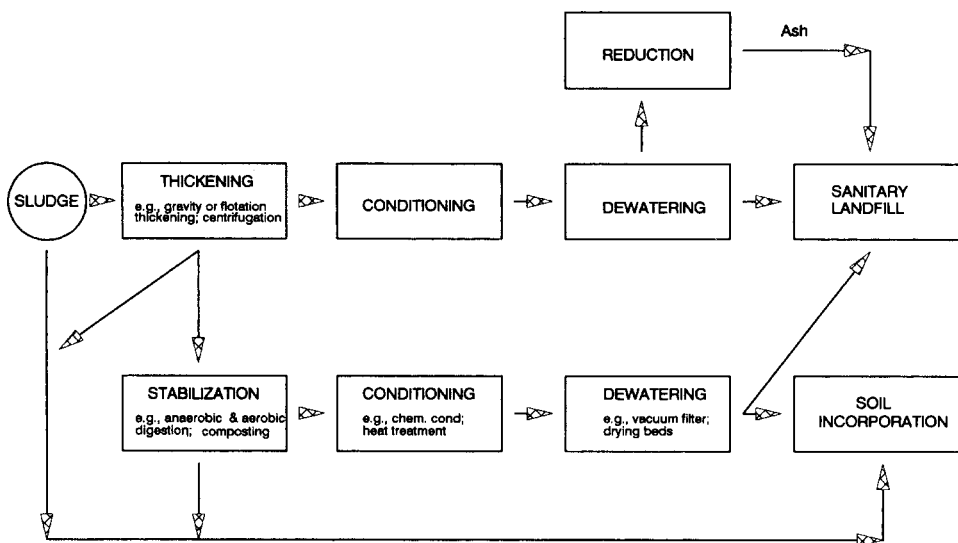 Ash
REDUCTION
SLUDGE
THICKENING
e.g., gravity or flotation
thickening; centrifugation
CONDITIONING
DEWATERING
SANITARY
LANDFILL
STABILIZATION
e.g., anaerobic & aerobic
digestion; composting
CONDITIONING
e.g., chem. cond;
heat treatment
DEWATERING
e.g., vacuum filter;
drying beds
SOIL
INCORPORATION